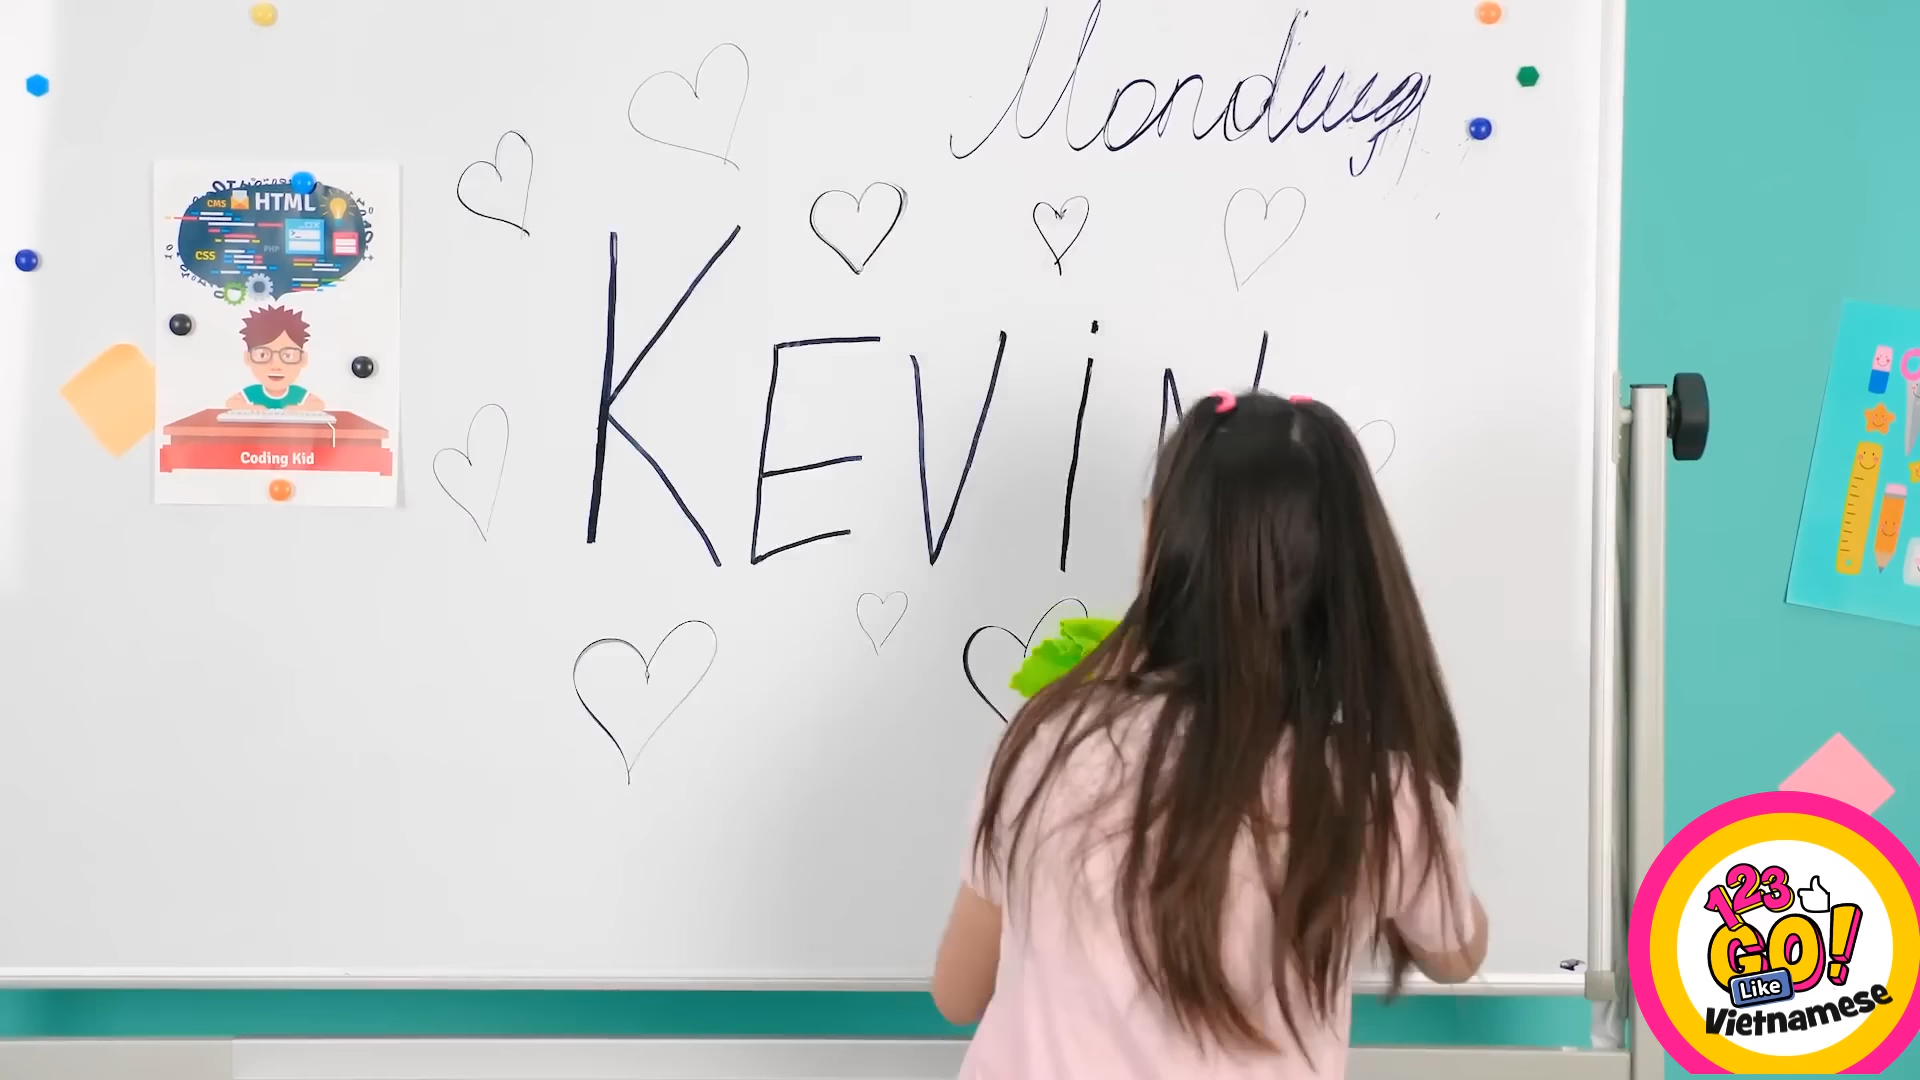 Monday
KEViN
HTML
CMS
CSS
PHP
Coding Kid
123
GO!
Like
Vietnamese